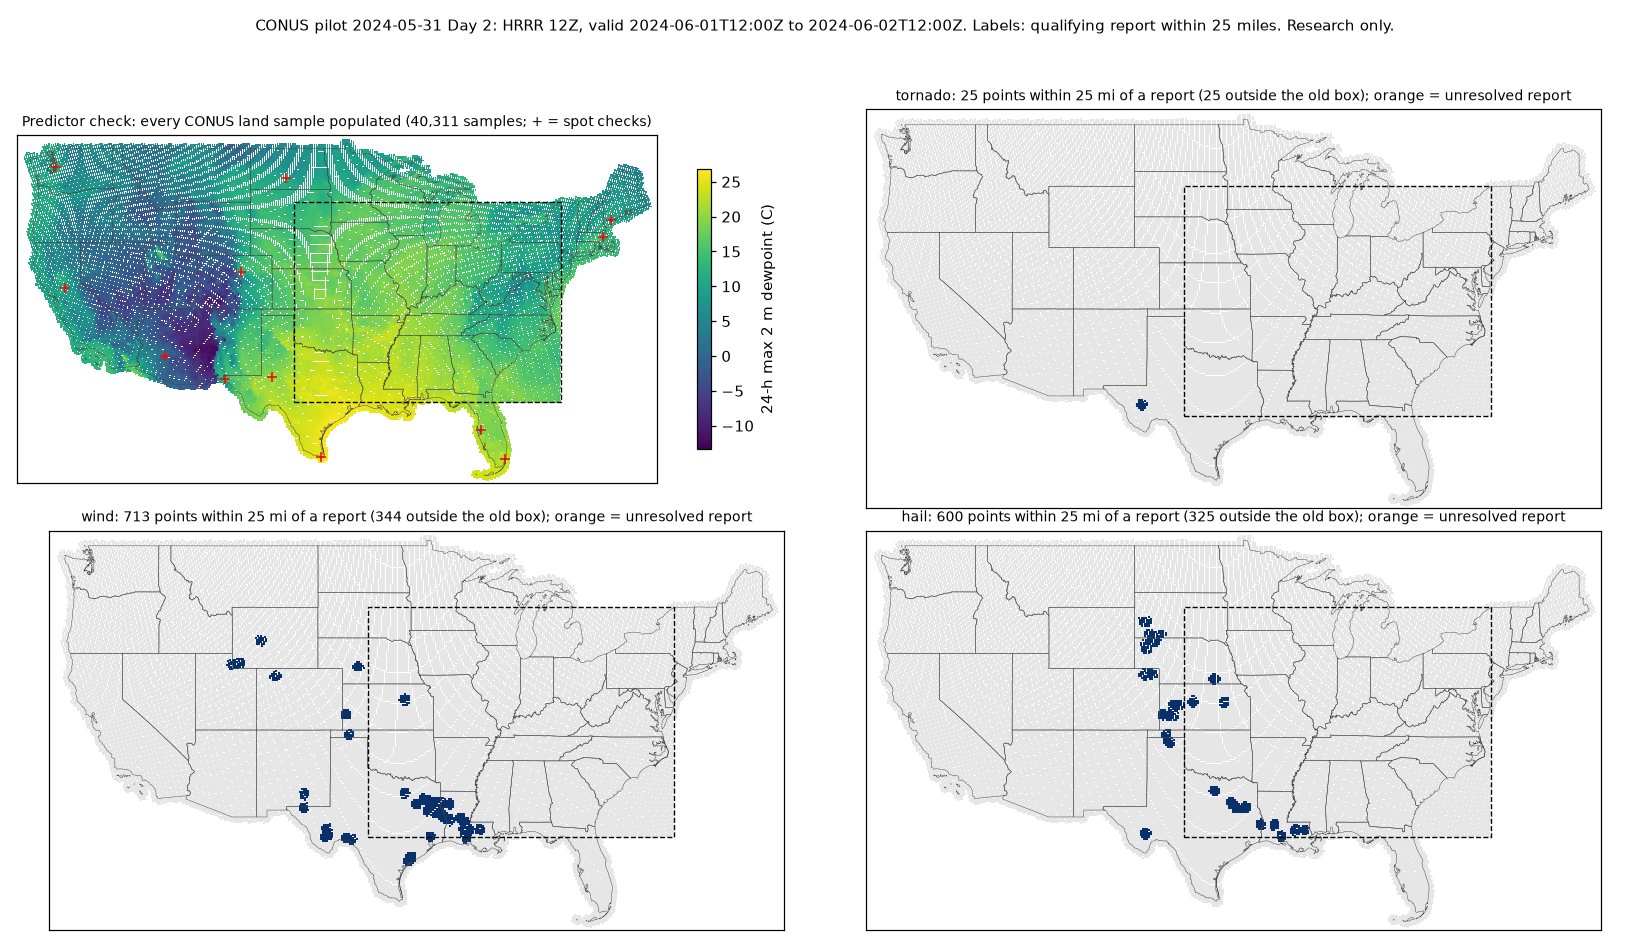 CONUS pilot 2024-05-31 Day 2: HRRR 12Z, valid 2024-06-01T12:00Z to 2024-06-02T12:00Z. Labels: qualifying report within 25 miles. Research only.
Predictor check: every CONUS land sample populated (40,311 samples; + = spot checks)
25
20
15
10
5
0
−5
−10
24-h max 2 m dewpoint (C)
tornado: 25 points within 25 mi of a report (25 outside the old box); orange = unresolved report
wind: 713 points within 25 mi of a report (344 outside the old box); orange = unresolved report
hail: 600 points within 25 mi of a report (325 outside the old box); orange = unresolved report